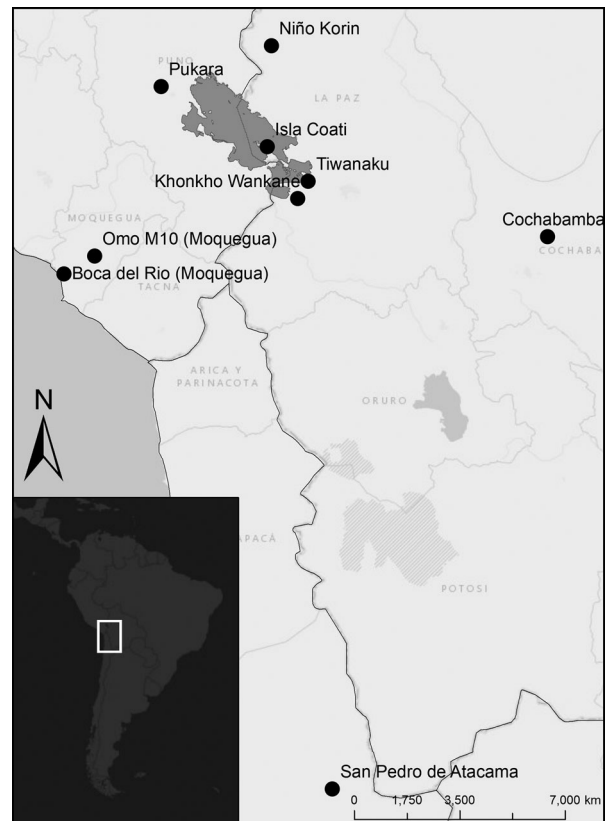 Niño Korin
PUNO
Pukara
LA PAZ
Isla Coati
Tiwanaku
Khonkho Wankane
Cochabamba
MOQUEGUA
Omo M10 (Moquegua)
COCHABA
Boca del Rio (Moquegua)
TACNA
ARICA Y
PARINACOTA
ORURO
N
APACÁ
POTOSI
San Pedro de Atacama
0 1,750 3,500 7,000 km